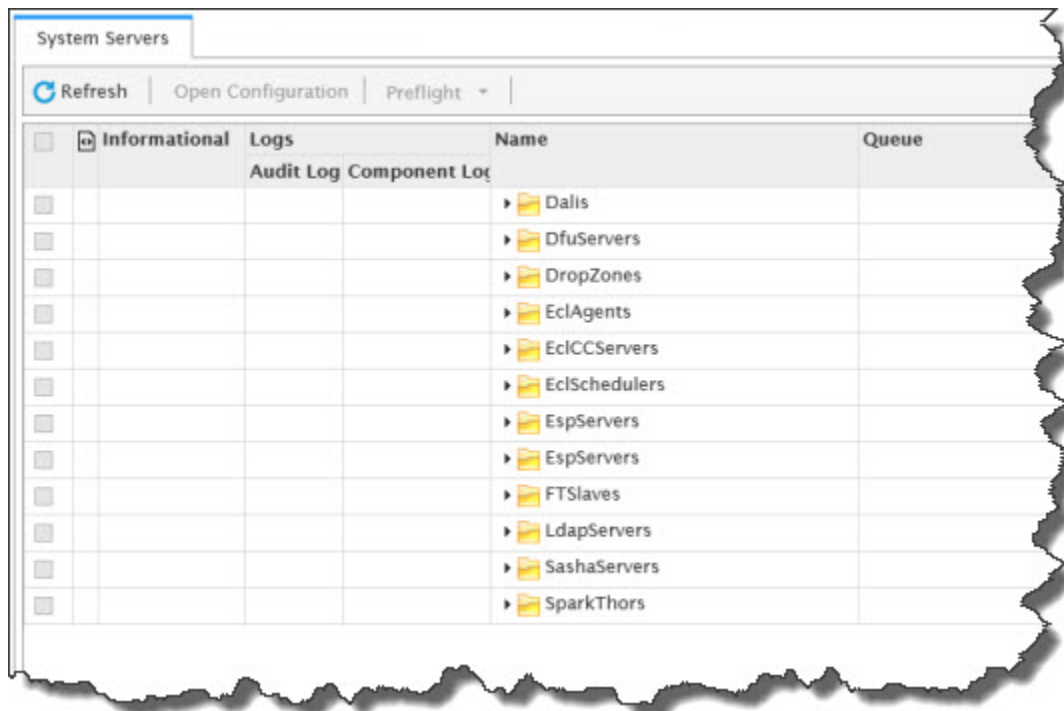 System Servers
Refresh Open Configuration Preflight
Informational Logs Name Queue
Audit Log Component Log
Dalis
DfuServers
DropZones
EclAgents
EclCCServers
EclSchedulers
EspServers
EspServers
FTSlaves
LdapServers
SashaServers
SparkThors